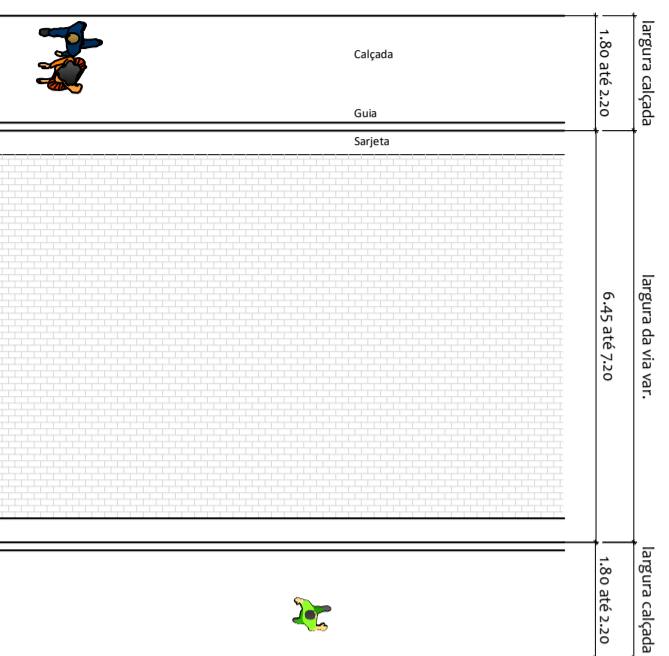 Calçada
Guia
Sarjeta
1.80 até 2.20
largura calçada
6.45 até 7.20
largura da via var.
1.80 até 2.20
largura calçada